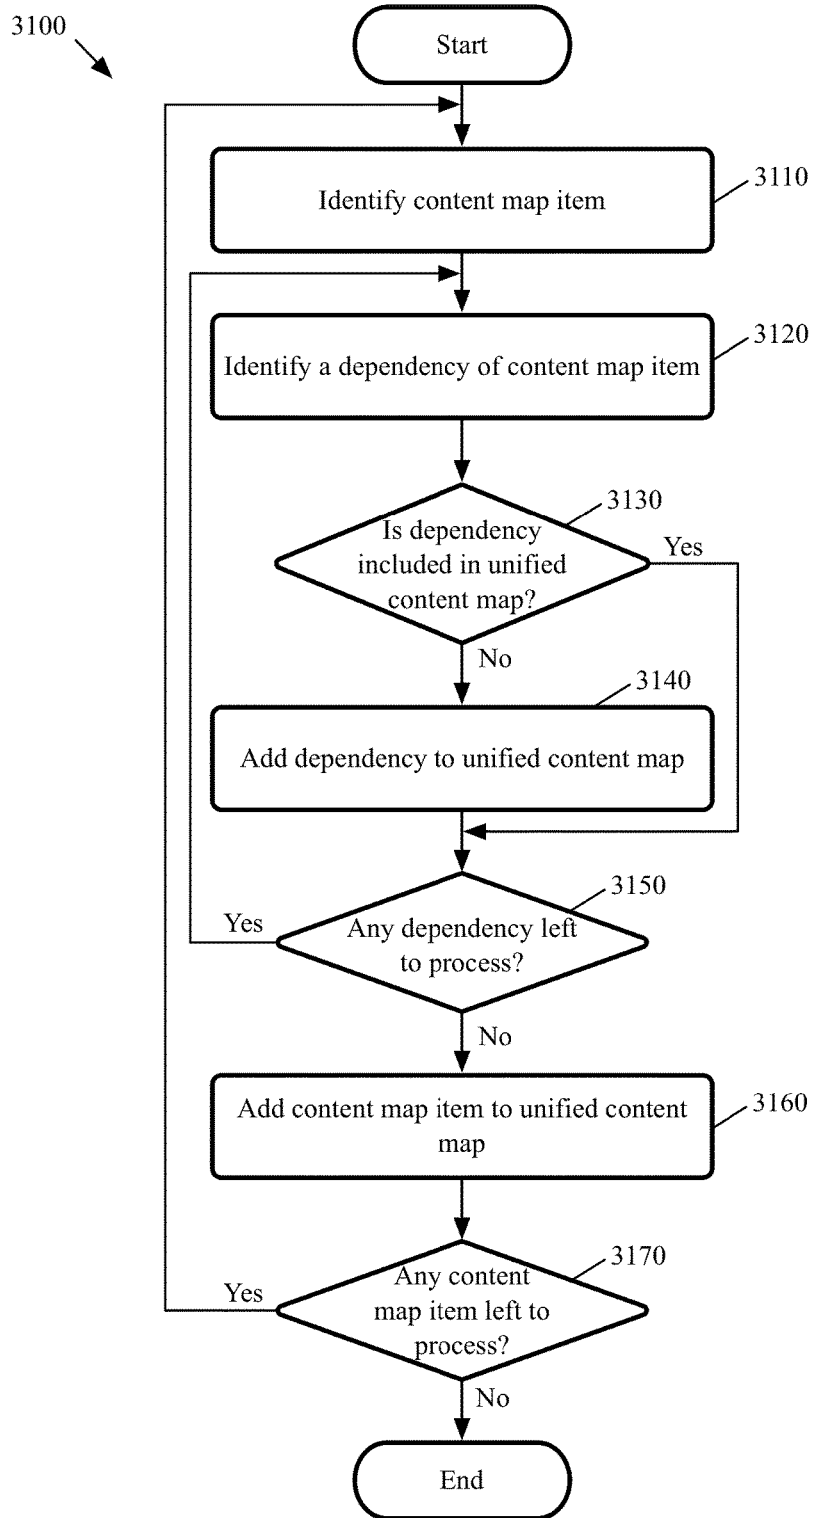 3100
Start
Identify content map item
3110
Identify a dependency of content map item
3120
3130
Is dependency
included in unified
content map?
Yes
No
3140
Add dependency to unified content map
3150
Any dependency left
to process?
Yes
No
Add content map item to unified content
map
3160
3170
Any content
map item left to
process?
Yes
No
End